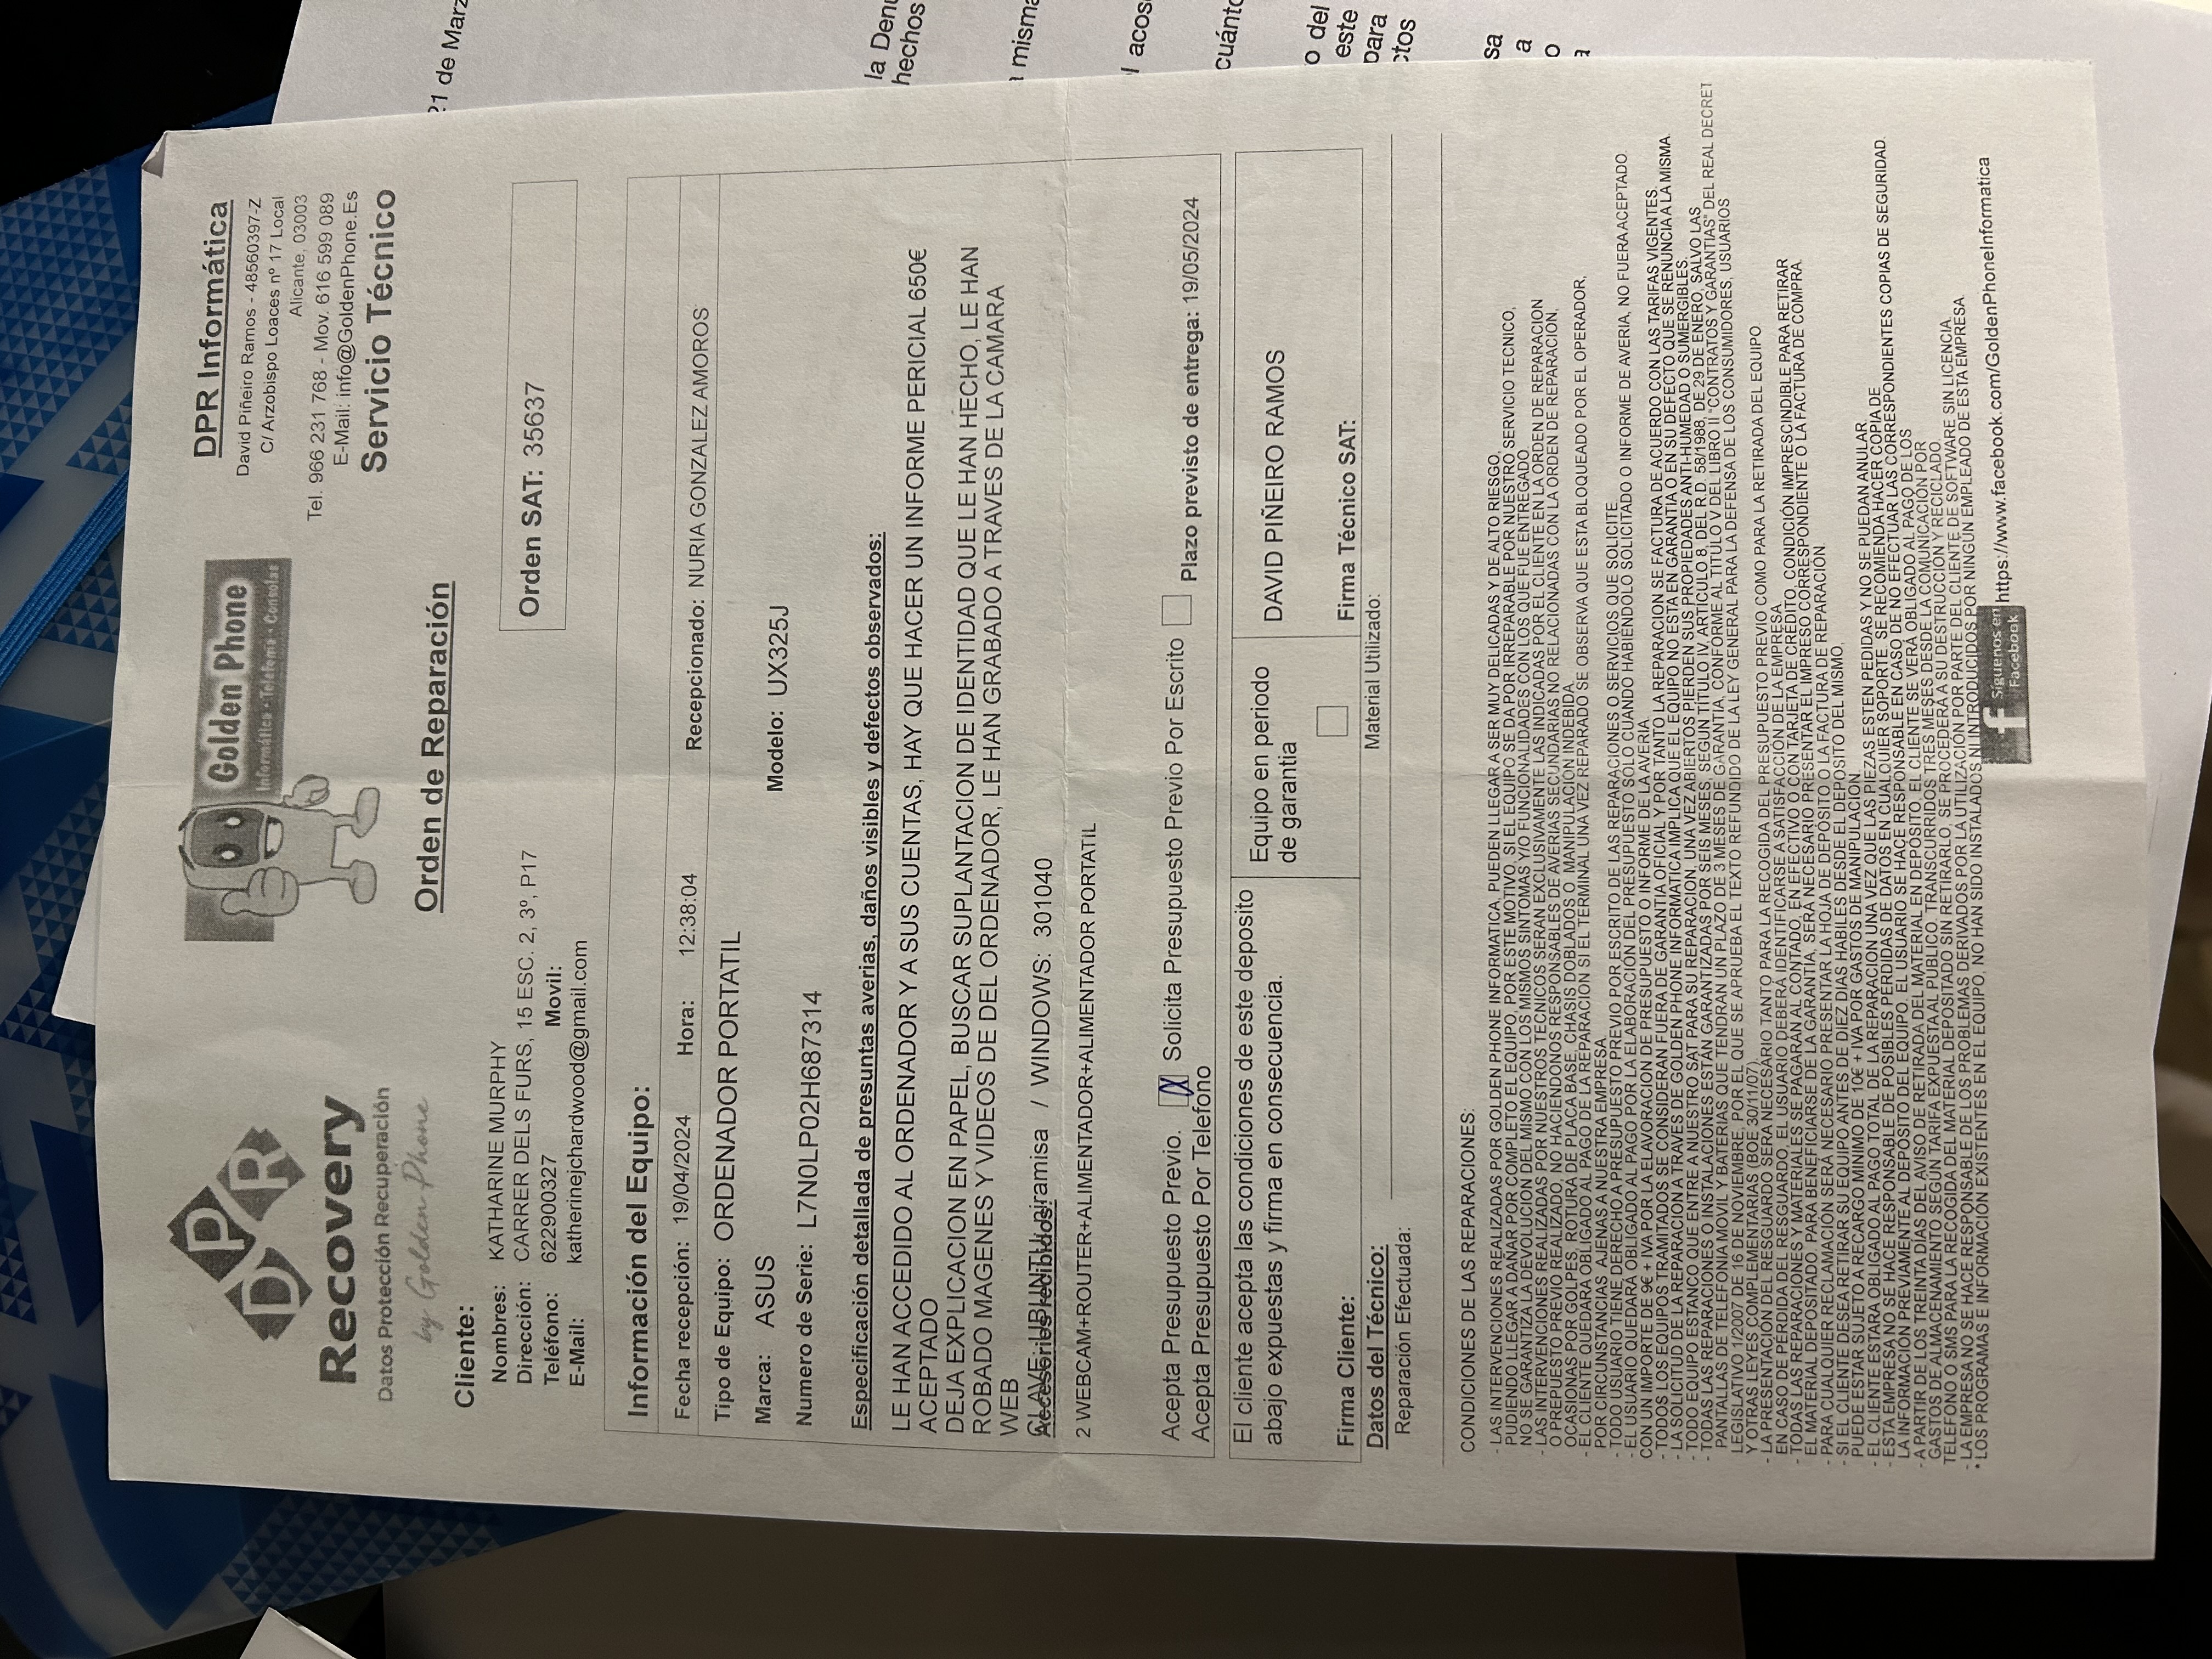 DPR
Recovery
Datos Protección Recuperación
by Golden Phone
Golden Phone
Informática · Telefomía · Consolas
DPR Informática
David Piñeiro Ramos - 48560397-Z
C/ Arzobispo Loaces nº 17 Local
Alicante, 03003
Tel. 966 231 768 - Mov. 616 599 089
E-Mail: info@GoldenPhone.Es
Servicio Técnico
Orden de Reparación
Cliente:
Nombres: KATHARINE MURPHY
Dirección: CARRER DELS FURS, 15 ESC. 2, 3º, P17
Teléfono: 622900327 Movil:
E-Mail: katherinejchardwood@gmail.com
Orden SAT: 35637
Información del Equipo:
Fecha recepción: 19/04/2024 Hora: 12:38:04 Recepcionado: NURIA GONZALEZ AMOROS
Tipo de Equipo: ORDENADOR PORTATIL
Marca: ASUS Modelo: UX325J
Numero de Serie: L7N0LP02H687314
Especificación detallada de presuntas averias, daños visibles y defectos observados:
LE HAN ACCEDIDO AL ORDENADOR Y A SUS CUENTAS, HAY QUE HACER UN INFORME PERICIAL 650€
ACEPTADO
DEJA EXPLICACION EN PAPEL, BUSCAR SUPLANTACION DE IDENTIDAD QUE LE HAN HECHO, LE HAN
ROBADO MAGENES Y VIDEOS DE DEL ORDENADOR, LE HAN GRABADO A TRAVES DE LA CAMARA
WEB
CLAVE: UBUNTU: piramisa / WINDOWS: 301040
Accesorios recibidos:
2 WEBCAM+ROUTER+ALIMENTADOR+ALIMENTADOR PORTATIL
Acepta Presupuesto Previo. X Solicita Presupuesto Previo Por Escrito
Acepta Presupuesto Por Telefono
Plazo previsto de entrega: 19/05/2024
El cliente acepta las condiciones de este deposito
abajo expuestas y firma en consecuencia.
Firma Cliente:
Equipo en periodo
de garantia
DAVID PIÑEIRO RAMOS
Firma Técnico SAT:
Datos del Técnico: Material Utilizado:
Reparación Efectuada:
CONDICIONES DE LAS REPARACIONES:
- LAS INTERVENCIONES REALIZADAS POR GOLDEN PHONE INFORMATICA, PUEDEN LLEGAR A SER MUY DELICADAS Y DE ALTO RIESGO,
PUDIENDO LLEGAR A DAÑAR POR COMPLETO EL EQUIPO, POR ESTE MOTIVO, SI EL EQUIPO SE DA POR IRREPARABLE POR NUESTRO SERVICIO TECNICO,
NO SE GARANTIZA LA DEVOLUCION DEL MISMO CON LOS MISMOS SINTOMAS Y/O FUNCIONALIDADES CON LOS QUE FUE ENTREGADO.
- LAS INTERVENCIONES REALIZADAS POR NUESTROS TECNICOS SERAN EXCLUSIVAMENTE LAS INDICADAS POR EL CLIENTE EN LA ORDEN DE REPARACION
O PREPUESTO PREVIO REALIZADO, NO HACIENDONOS RESPONSABLES DE AVERIAS SECUNDARIAS NO RELACIONADAS CON LA ORDEN DE REPARACION,
OCASIONAS POR GOLPES, ROTURA DE PLACA BASE, CHASIS DOBLADOS O MANIPULACION INDEBIDA.
- EL CLIENTE QUEDARA OBLIGADO AL PAGO DE LA REPARACION SI EL TERMINAL UNA VEZ REPARADO SE OBSERVA QUE ESTA BLOQUEADO POR EL OPERADOR,
POR CIRCUNSTANCIAS AJENAS A NUESTRA EMPRESA.
- TODO USUARIO TIENE DERECHO A PRESUPUESTO PREVIO POR ESCRITO DE LAS REPARACIONES O SERVICIOS QUE SOLICITE
- EL USUARIO QUEDARÁ OBLIGADO AL PAGO POR LA ELABORACIÓN DEL PRESUPUESTO SÓLO CUANDO HABIÉNDOLO SOLICITADO O INFORME DE AVERIA, NO FUERA ACEPTADO.
CON UN IMPORTE DE 9€ + IVA POR LA ELAVORACION DE PRESUPUESTO O INFORME DE LA AVERIA.
- TODOS LOS EQUIPOS TRAMITADOS SE CONSIDERAN FUERA DE GARANTIA OFICIAL Y POR TANTO LA REPARACION SE FACTURA DE ACUERDO CON LAS TARIFAS VIGENTES.
- LA SOLICITUD DE LA REPARACION A TRAVES DE GOLDEN PHONE INFORMATICA IMPLICA QUE EL EQUIPO NO ESTA EN GARANTIA O EN SU DEFECTO QUE SE RENUNCIA A LA MISMA.
- TODO EQUIPO ESTANCO QUE ENTRE A NUESTRO SAT PARA SU REPARACION, UNA VEZ ABIERTOS PIERDEN SUS PROPIEDADES ANTI-HUMEDAD O SUMERGIBLES.
- TODAS LAS REPARACIONES O INSTALACIONES ESTÁN GARANTIZADAS POR SEIS MESES, SEGÚN TÍTULO IV, ARTÍCULO 8, DEL R.D. 58/1988, DE 29 DE ENERO, SALVO LAS
PANTALLAS DE TELEFONIA MOVIL Y BATERIAS QUE TENDRAN UN PLAZO DE 3 MESES DE GARANTIA, CONFORME AL TITULO V DEL LIBRO II "CONTRATOS Y GARANTIAS" DEL REAL DECRET
LEGISLATIVO 1/2007 DE 16 DE NOVIEMBRE, POR EL QUE SE APRUEBA EL TEXTO REFUNDIDO DE LA LEY GENERAL PARA LA DEFENSA DE LOS CONSUMIDORES, USUARIOS
Y OTRAS LEYES COMPLEMENTARIAS (BOE 30/11/07).
- LA PRESENTACIÓN DEL RESGUARDO SERÁ NECESARIO TANTO PARA LA RECOGIDA DEL PRESUPUESTO PREVIO COMO PARA LA RETIRADA DEL EQUIPO.
EN CASO DE PÉRDIDA DEL RESGUARDO, EL USUARIO DEBERÁ IDENTIFICARSE A SATISFACCIÓN DE LA EMPRESA.
- TODAS LAS REPARACIONES Y MATERIALES SE PAGARÁN AL CONTADO, EN EFECTIVO O CON TARJETA DE CRÉDITO, CONDICIÓN IMPRESCINDIBLE PARA RETIRAR
EL MATERIAL DEPOSITADO. PARA BENEFICIARSE DE LA GARANTÍA, SERÁ NECESARIO PRESENTAR EL IMPRESO CORRESPONDIENTE O LA FACTURA DE COMPRA.
- PARA CUALQUIER RECLAMACIÓN SERÁ NECESARIO PRESENTAR LA HOJA DE DEPÓSITO O LA FACTURA DE REPARACIÓN.
- SI EL CLIENTE DESEA RETIRAR SU EQUIPO ANTES DE DIEZ DIAS HABILES DESDE EL DEPOSITO DEL MISMO,
PUEDE ESTAR SUJETO A RECARGO MINIMO DE 10€ + IVA POR GASTOS DE MANIPULACION.
- EL CLIENTE ESTARA OBLIGADO AL PAGO TOTAL DE LA REPARACION UNA VEZ QUE LAS PIEZAS ESTEN PEDIDAS Y NO SE PUEDAN ANULAR.
- ESTA EMPRESA NO SE HACE RESPONSABLE DE POSIBLES PÉRDIDAS DE DATOS EN CUALQUIER SOPORTE. SE RECOMIENDA HACER COPIA DE
LA INFORMACIÓN PREVIAMENTE AL DEPÓSITO DEL EQUIPO. EL USUARIO SE HACE RESPONSABLE EN CASO DE NO EFECTUAR LAS CORRESPONDIENTES COPIAS DE SEGURIDAD.
- A PARTIR DE LOS TREINTA DÍAS DEL AVISO DE RETIRADA DEL MATERIAL EN DEPÓSITO, EL CLIENTE SE VERÁ OBLIGADO AL PAGO DE LOS
GASTOS DE ALMACENAMIENTO SEGÚN TARIFA EXPUESTA AL PÚBLICO. TRANSCURRIDOS TRES MESES DESDE LA COMUNICACIÓN POR
TELEFONO O SMS PARA LA RECOGIDA DEL MATERIAL DEPOSITADO SIN RETIRARLO, SE PROCEDERÁ A SU DESTRUCCIÓN Y RECICLADO.
- LA EMPRESA NO SE HACE RESPONSABLE DE LOS PROBLEMAS DERIVADOS POR LA UTILIZACIÓN POR PARTE DEL CLIENTE DE SOFTWARE SIN LICENCIA.
* LOS PROGRAMAS E INFORMACIÓN EXISTENTES EN EL EQUIPO, NO HAN SIDO INSTALADOS NI INTRODUCIDOS POR NINGÚN EMPLEADO DE ESTA EMPRESA.
f Síguenos en
Facebook
https://www.facebook.com/GoldenPhoneInformatica
21 de Marz
la Denu
hechos
misma
acos
cuánto
o del
este
para
ctos
sa
a
o
a